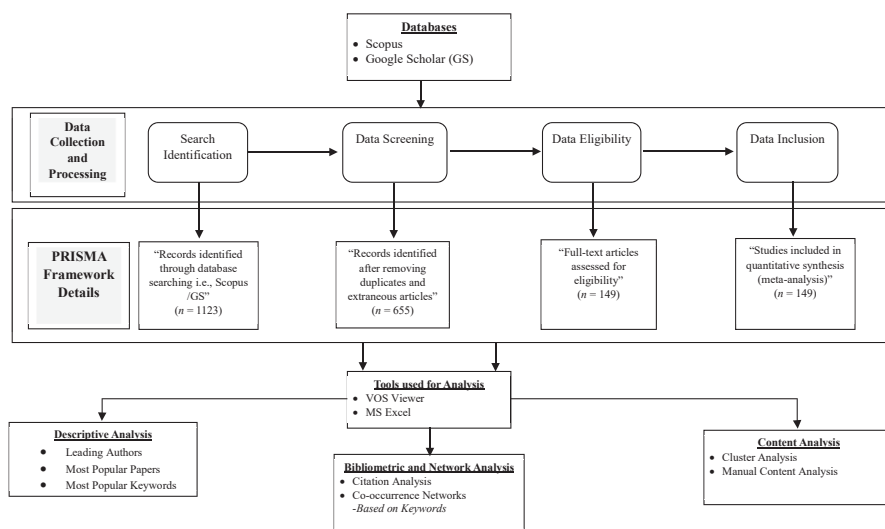 Databases
• Scopus
• Google Scholar (GS)
Data
Collection
and
Processing
Search
Identification
Data Screening
Data Eligibility
Data Inclusion
PRISMA
Framework
Details
“Records identified
through database
searching i.e., Scopus
/GS”
(n = 1123)
“Records identified
after removing
duplicates and
extraneous articles”
(n = 655)
“Full-text articles
assessed for
eligibility”
(n = 149)
“Studies included in
quantitative synthesis
(meta-analysis)”
(n = 149)
Tools used for Analysis
• VOS Viewer
• MS Excel
Descriptive Analysis
• Leading Authors
• Most Popular Papers
• Most Popular Keywords
Bibliometric and Network Analysis
• Citation Analysis
• Co-occurrence Networks
-Based on Keywords
Content Analysis
• Cluster Analysis
• Manual Content Analysis